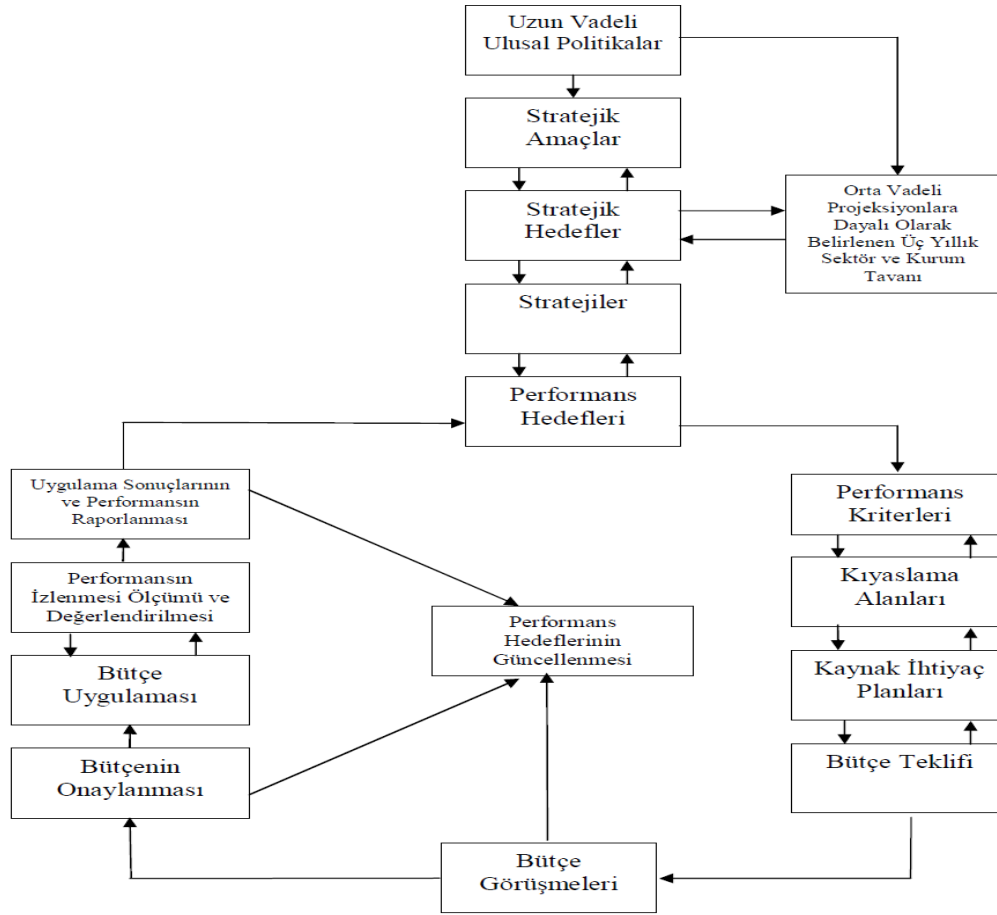 Uzun Vadeli
Ulusal Politikalar
Stratejik
Amaçlar
Stratejik
Hedefler
Orta Vadeli
Projeksiyonlara
Dayalı Olarak
Belirlenen Üç Yıllık
Sektör ve Kurum
Tavanı
Stratejiler
Performans
Hedefleri
Uygulama Sonuçlarının
ve Performansın
Raporlanması
Performans
Kriterleri
Performansın
İzlenmesi Ölçümü ve
Değerlendirilmesi
Kıyaslama
Alanları
Performans
Hedeflerinin
Güncellenmesi
Bütçe
Uygulaması
Kaynak İhtiyaç
Planları
Bütçenin
Onaylanması
Bütçe Teklifi
Bütçe
Görüşmeleri